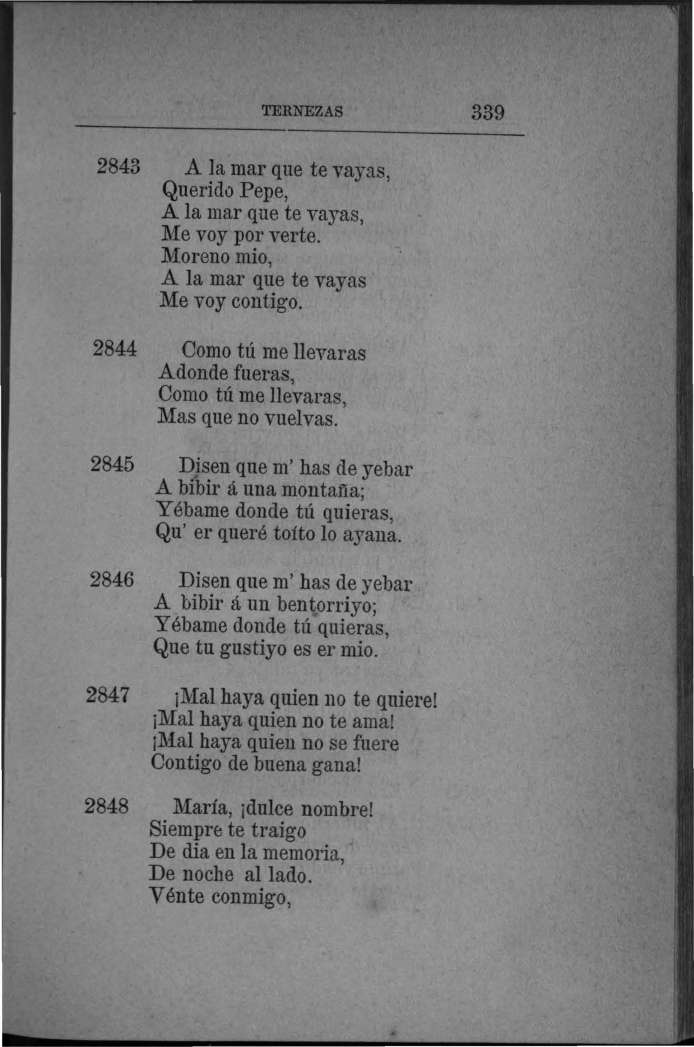 TERNEZAS 339
2843 A la mar que te vayas,
Querido Pepe,
A la mar que te vayas,
Me voy por verte.
Moreno mio,
A la mar que te vayas
Me voy contigo.
2844 Como tú me llevaras
Adonde fueras,
Como tú me llevaras,
Mas que no vuelvas.
2845 Disen que m' has de yebar
A bibir á una montaña;
Yébame donde tú quieras,
Qu' er queré toíto lo ayana.
2846 Disen que m' has de yebar
A bibir á un bentorriyo;
Yébame donde tú quieras,
Que tu gustiyo es er mio.
2847 ¡Mal haya quien no te quiere!
¡Mal haya quien no te ama!
¡Mal haya quien no se fuere
Contigo de buena gana!
2848 María, ¡dulce nombre!
Siempre te traigo
De dia en la memoria,
De noche al lado.
Vénte conmigo,